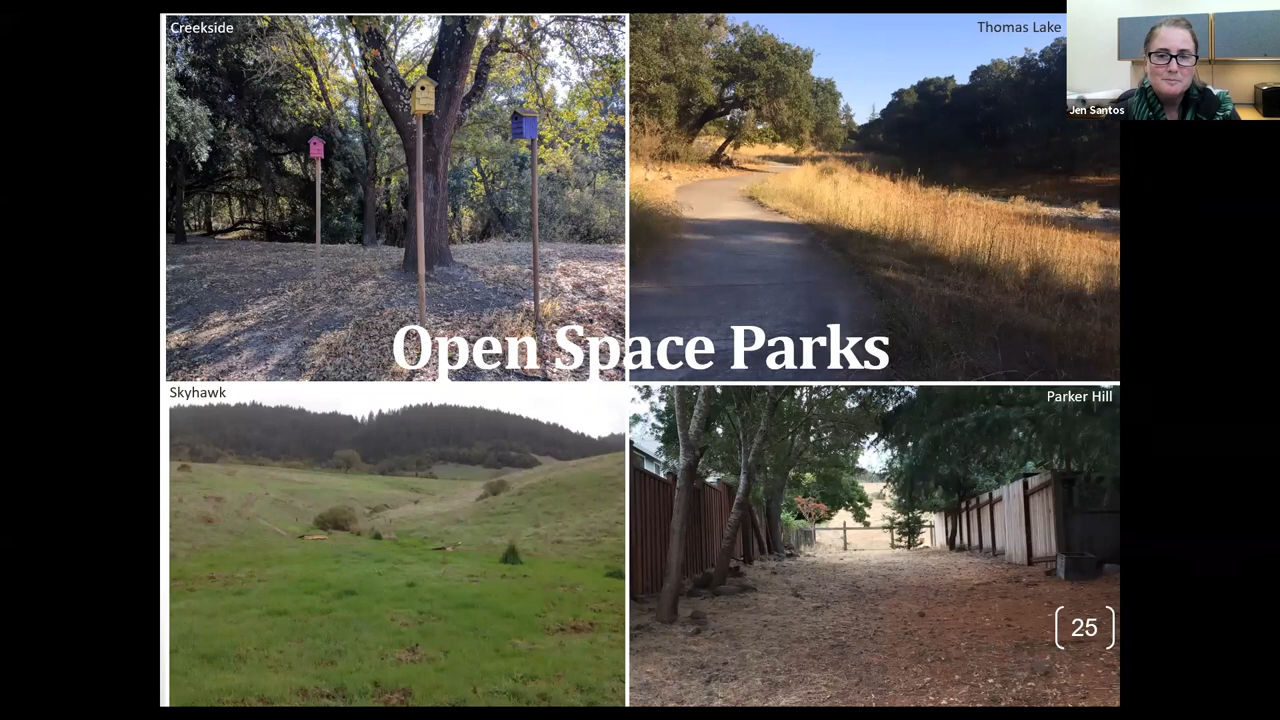 Creekside
Thomas Lake
Jen Santos
Open Space Parks
Skyhawk
Parker Hill
25